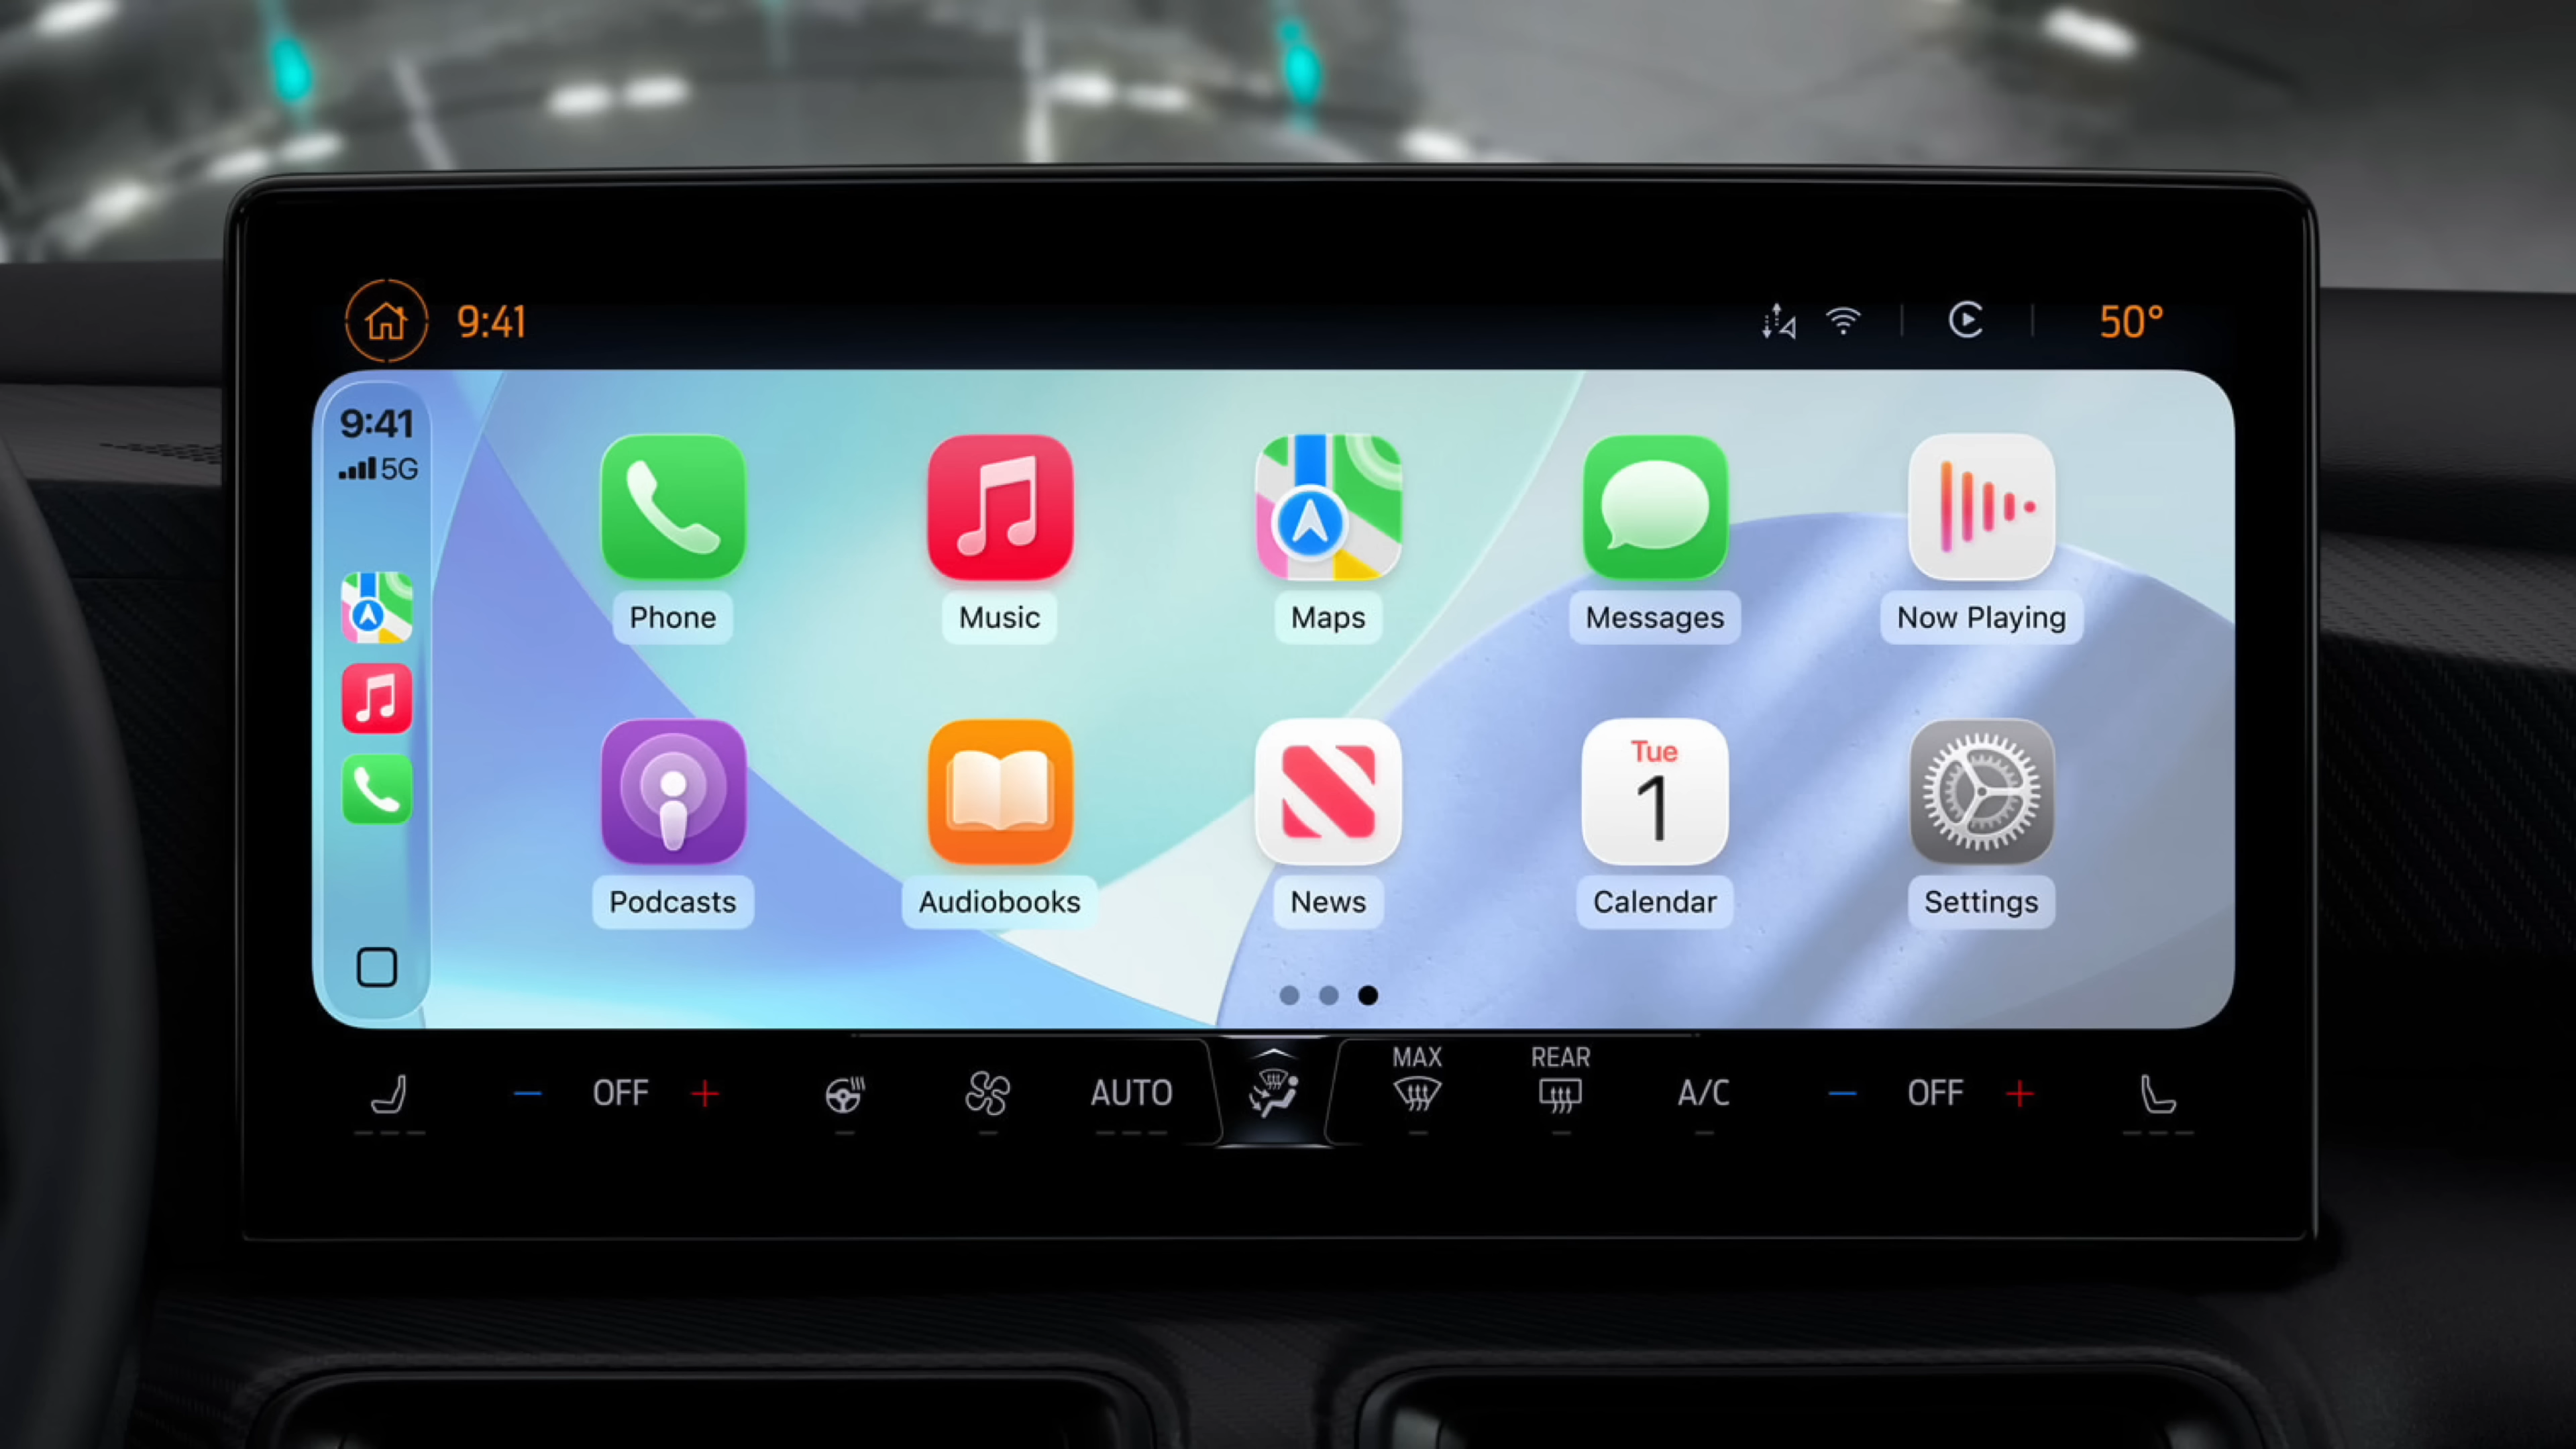 9:41
50°
9:41
5G
Phone
Music
Maps
Messages
Now Playing
Tue
1
Podcasts
Audiobooks
News
Calendar
Settings
OFF
AUTO
MAX
REAR
A/C
OFF